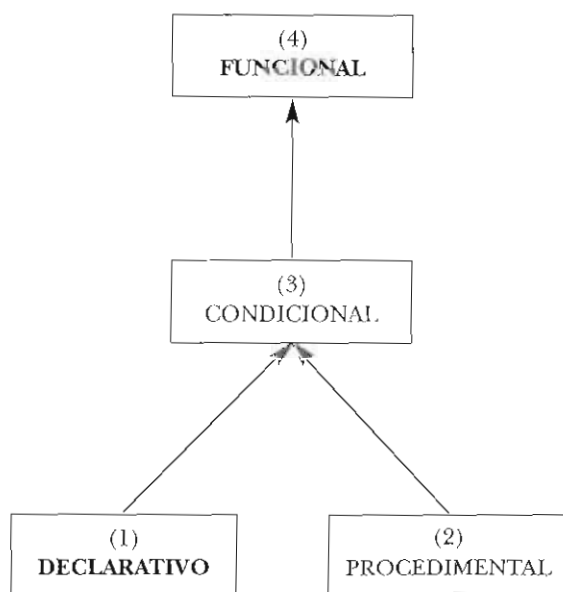 (4)
FUNCIONAL
(3)
CONDICIONAL
(1)
DECLARATIVO
(2)
PROCEDIMENTAL